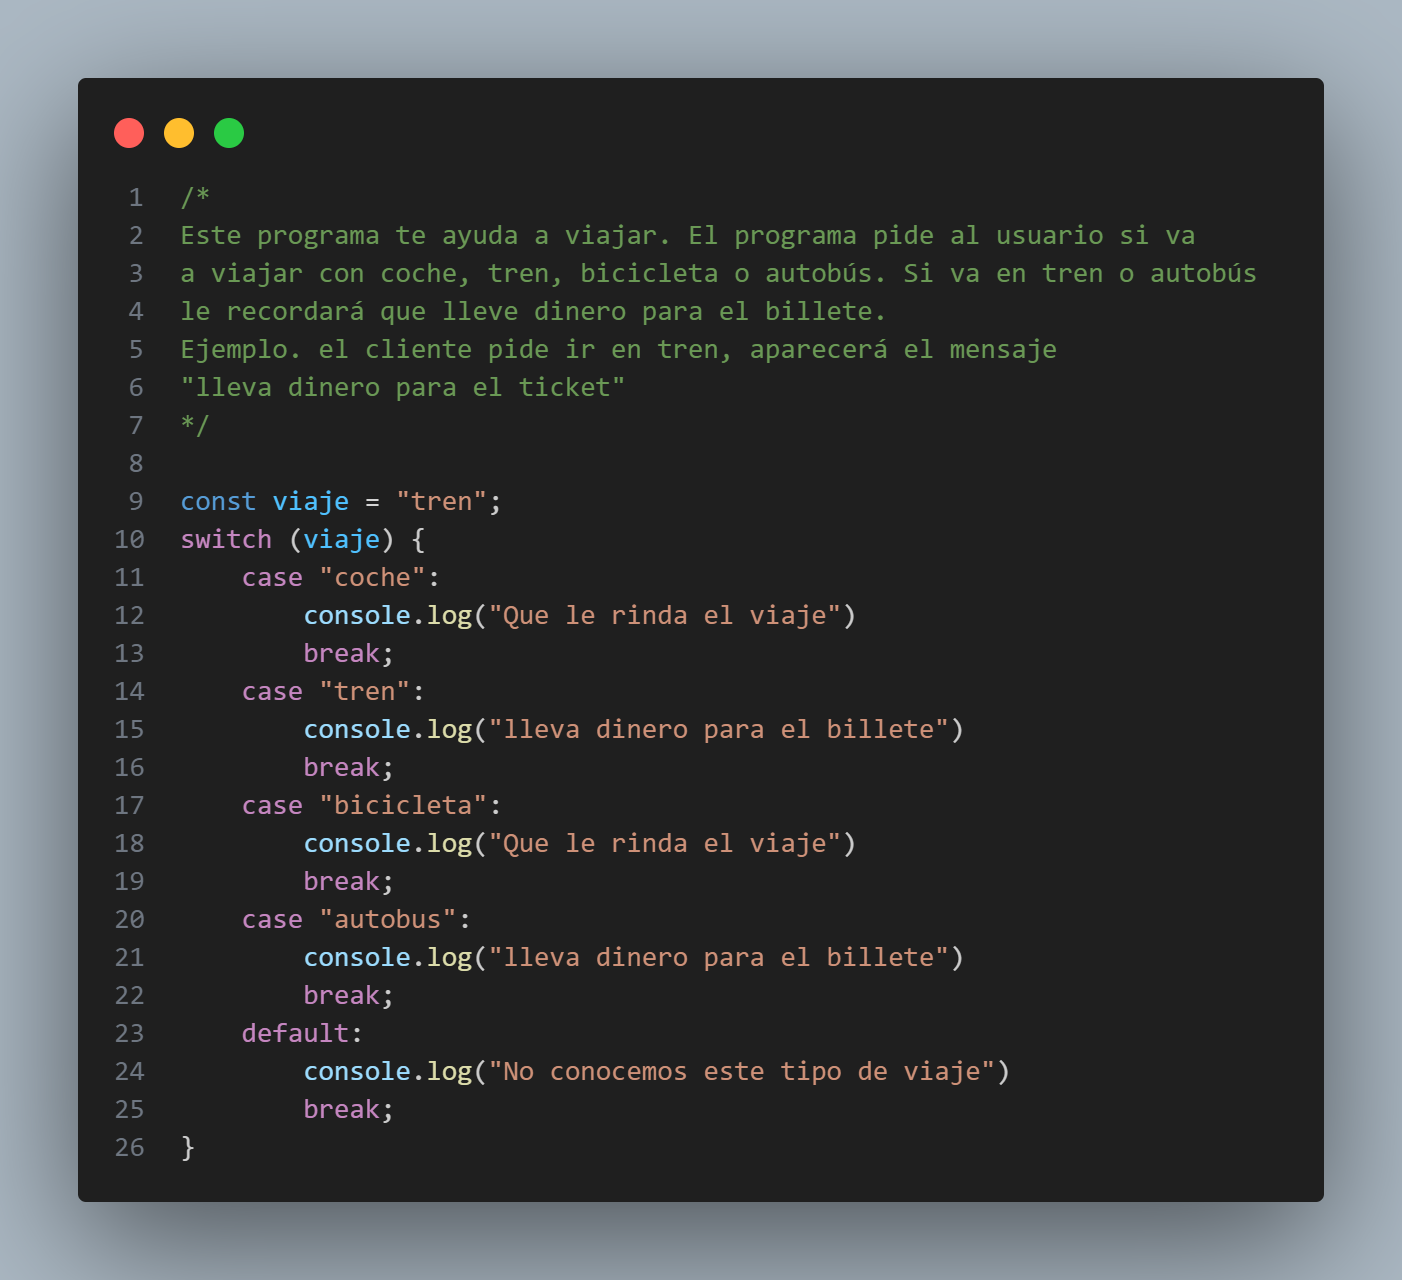 1 /*
2 Este programa te ayuda a viajar. El programa pide al usuario si va
3 a viajar con coche, tren, bicicleta o autobús. Si va en tren o autobús
4 le recordará que lleve dinero para el billete.
5 Ejemplo. el cliente pide ir en tren, aparecerá el mensaje
6 "lleva dinero para el ticket"
7 */
8
9 const viaje = "tren";
10 switch (viaje) {
11     case "coche":
12         console.log("Que le rinda el viaje")
13         break;
14     case "tren":
15         console.log("lleva dinero para el billete")
16         break;
17     case "bicicleta":
18         console.log("Que le rinda el viaje")
19         break;
20     case "autobus":
21         console.log("lleva dinero para el billete")
22         break;
23     default:
24         console.log("No conocemos este tipo de viaje")
25         break;
26 }